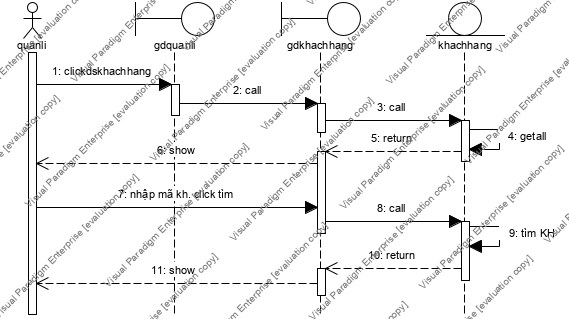 quanli
gdquanli
gdkhachhang
khachhang
1: clickdskhachhang
2: call
3: call
4: getall
5: return
6: show
7: nhập mã kh. click tìm
8: call
9: tìm KH
10: return
11: show
Visual Paradigm Enterprise [evaluation copy]